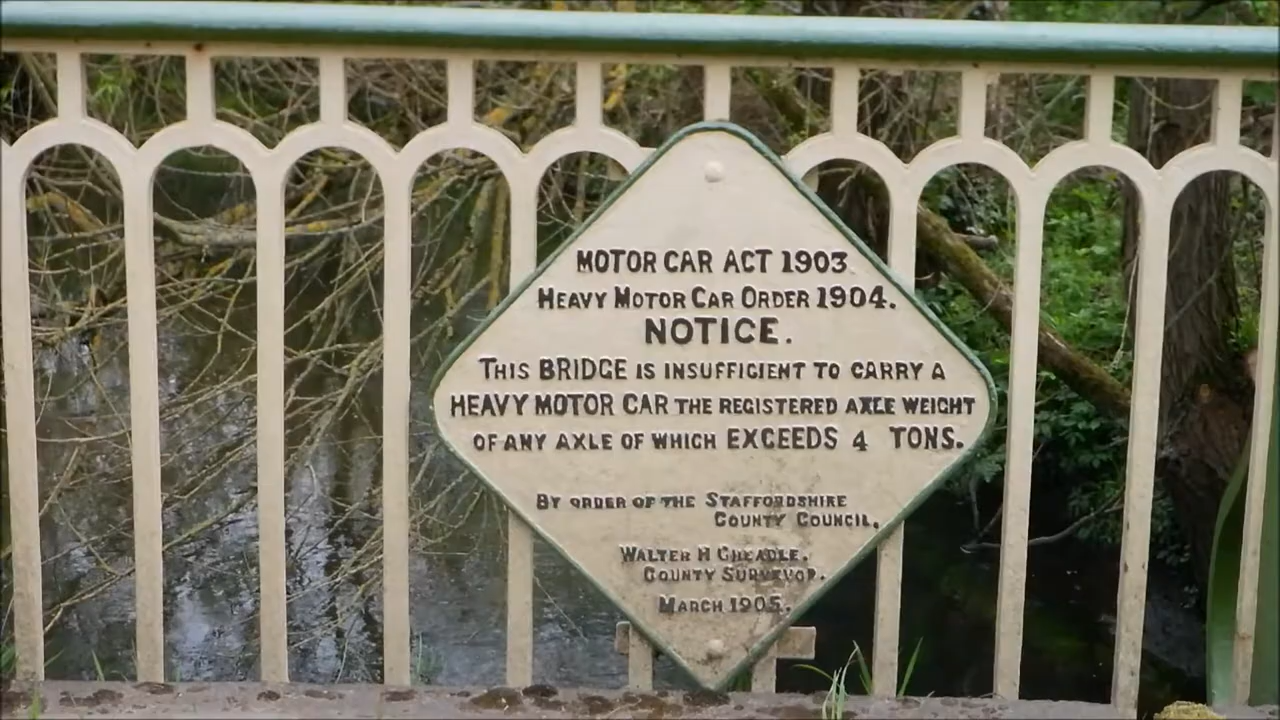 MOTOR CAR ACT 1903.
HEAVY MOTOR CAR ORDER 1904.
NOTICE.
THIS BRIDGE IS INSUFFICIENT TO CARRY A
HEAVY MOTOR CAR THE REGISTERED AXLE WEIGHT
OF ANY AXLE OF WHICH EXCEEDS 4 TONS.
BY ORDER OF THE STAFFORDSHIRE
COUNTY COUNCIL.
WALTER H CHEADLE.
COUNTY SURVEYOR.
MARCH 1905.